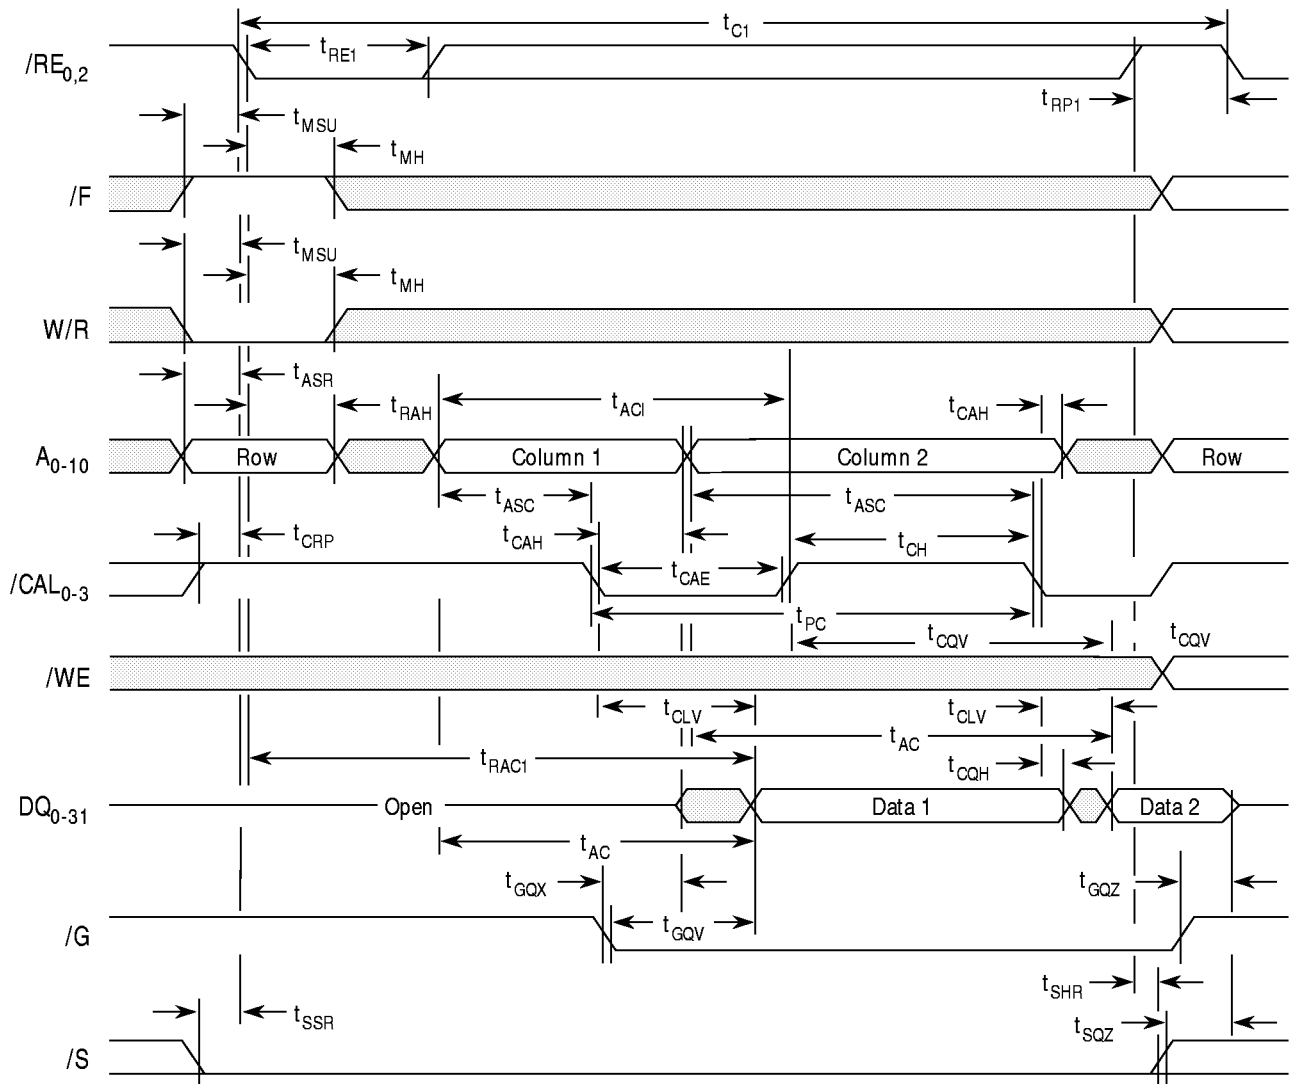 tC1
/RE0,2
tRE1
tRP1
tMSU
tMH
/F
tMSU
tMH
W/R
tASR
tRAH
tACI
tCAH
A0-10
Row
Column 1
Column 2
Row
tASC
tASC
tCRP
tCAH
tCH
/CAL0-3
tCAE
tPC
tCQV
tCQV
/WE
tCLV
tCLV
tAC
tRAC1
tCQH
DQ0-31
Open
Data 1
Data 2
tAC
tGQX
tGQZ
/G
tGQV
tSHR
tSSR
tSQZ
/S